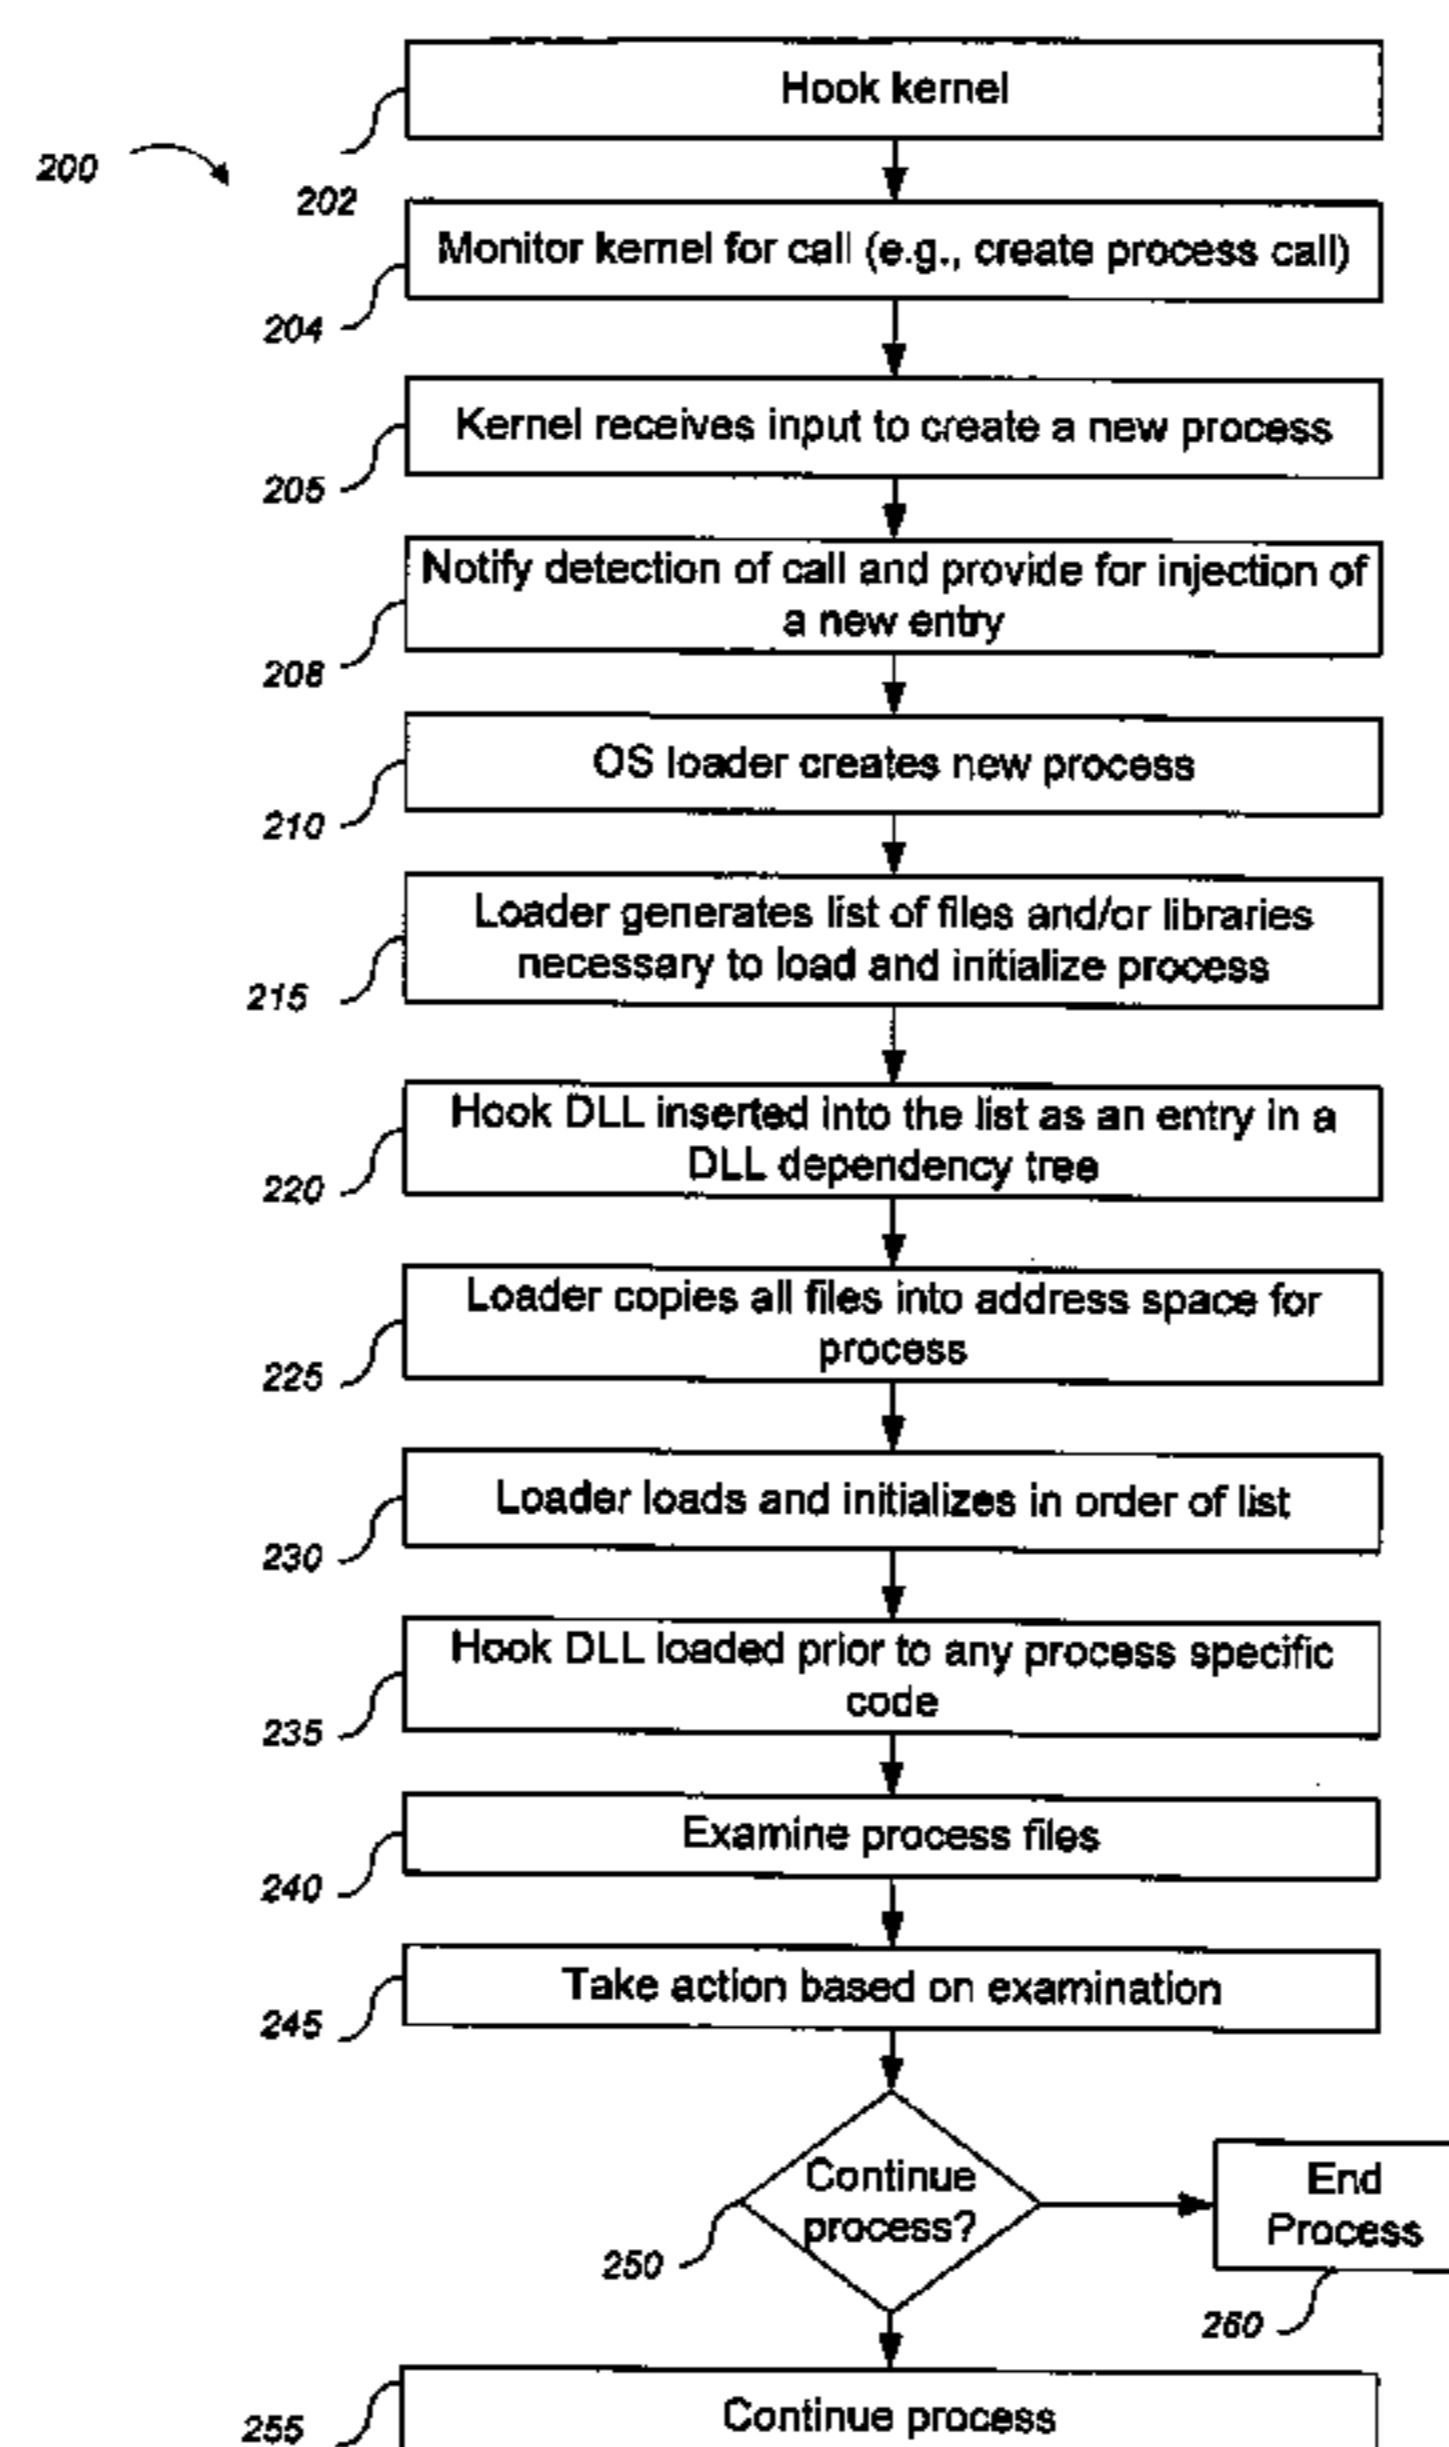 Hook kernel
200
202
Monitor kernel for call (e.g., create process call)
204
Kernel receives input to create a new process
205
Notify detection of call and provide for injection of
a new entry
208
OS loader creates new process
210
Loader generates list of files and/or libraries
necessary to load and initialize process
215
Hook DLL inserted into the list as an entry in a
DLL dependency tree
220
Loader copies all files into address space for
process
225
Loader loads and initializes in order of list
230
Hook DLL loaded prior to any process specific
code
235
Examine process files
240
Take action based on examination
245
Continue
process?
250
End
Process
260
Continue process
255